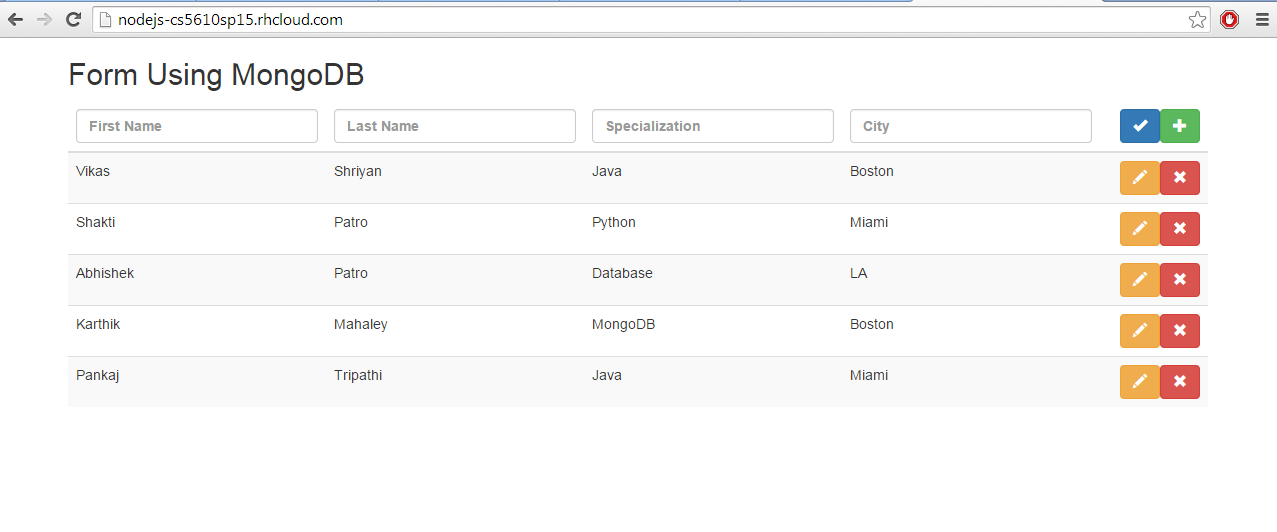 nodejs-cs5610sp15.rhcloud.com
Form Using MongoDB
First Name Last Name Specialization City
Vikas Shriyan Java Boston
Shakti Patro Python Miami
Abhishek Patro Database LA
Karthik Mahaley MongoDB Boston
Pankaj Tripathi Java Miami